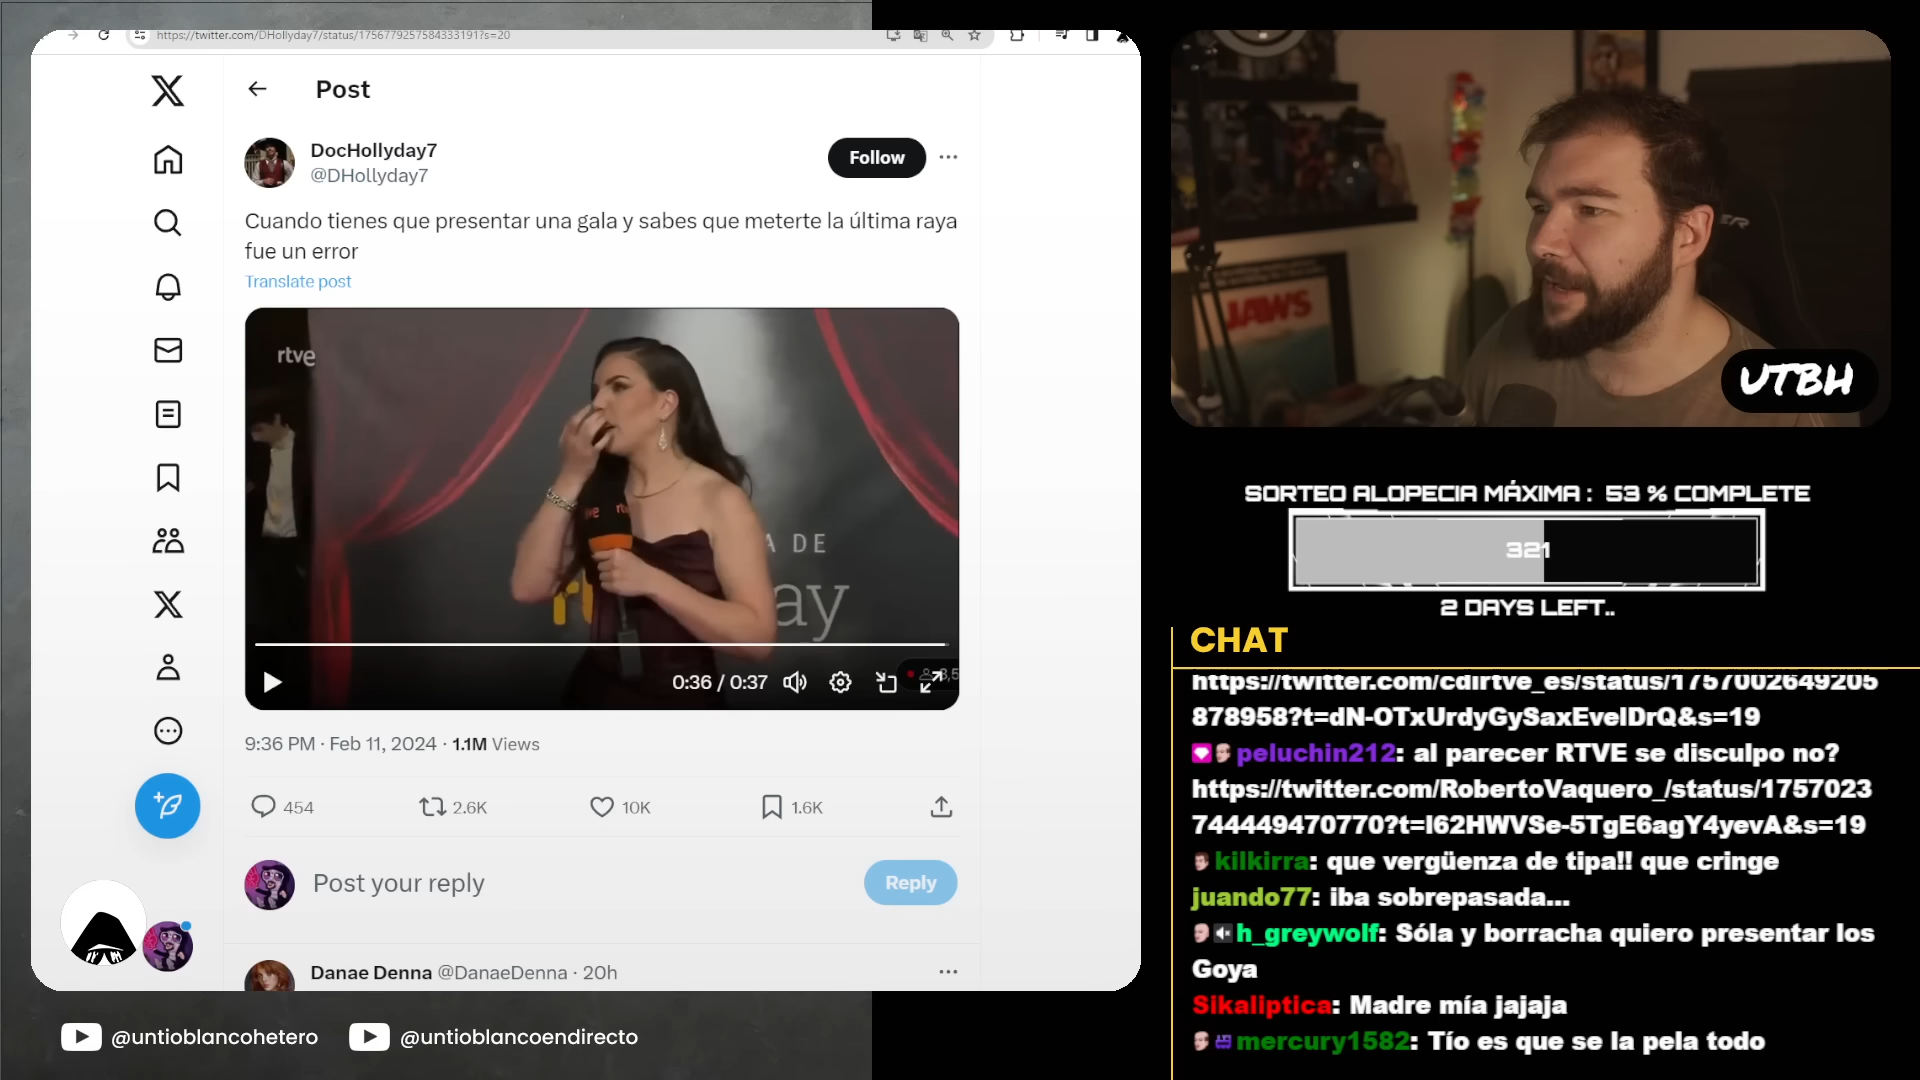 https://twitter.com/DHollyday7/status/1756779257584333191?s=20
Post
DocHollyday7
@DHollyday7
Follow
Cuando tienes que presentar una gala y sabes que meterte la última raya
fue un error
Translate post
rtve
A DE
ay
0:36 / 0:37
9:36 PM · Feb 11, 2024 · 1.1M Views
454
2.6K
10K
1.6K
Post your reply
Reply
Danae Denna @DanaeDenna · 20h
@untioblancohetero
@untioblancoendirecto
JAWS
UTBH
SORTEO ALOPECIA MÁXIMA : 53 % COMPLETE
321
2 DAYS LEFT..
CHAT
https://twitter.com/cdirtve_es/status/1757002649205
878958?t=dN-OTxUrdyGySaxEvelDrQ&s=19
peluchin212: al parecer RTVE se disculpo no?
https://twitter.com/RobertoVaquero_/status/1757023
744449470770?t=l62HWVSe-5TgE6agY4yevA&s=19
kilkirra: que vergüenza de tipa!! que cringe
juando77: iba sobrepasada...
h_greywolf: Sóla y borracha quiero presentar los
Goya
Sikaliptica: Madre mía jajaja
mercury1582: Tío es que se la pela todo